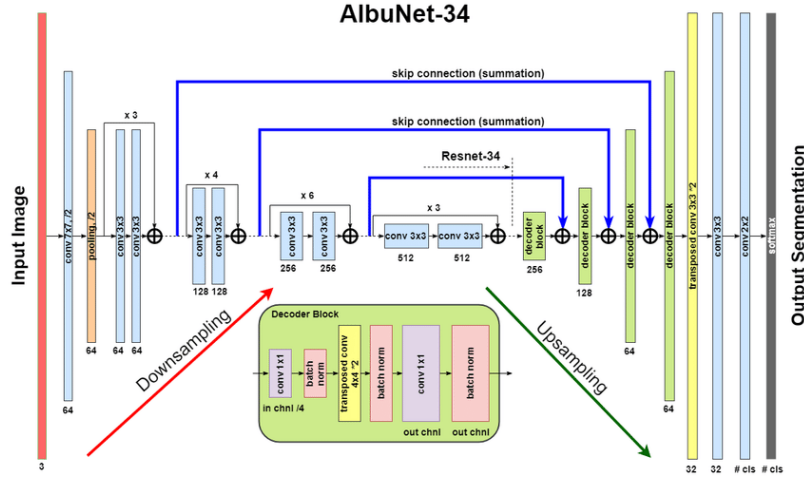 AlbuNet-34
skip connection (summation)
skip connection (summation)
Resnet-34
x 3
x 4
x 6
x 3
Input Image
conv 7x7, /2
pooling, /2
conv3x3
conv3x3
conv 3x3
conv 3x3
conv 3x3
conv 3x3
conv 3x3
conv 3x3
decoder block
decoder block
decoder block
decoder block
transposed conv 3x3 *2
conv 3x3
conv 2x2
softmax
Output Segmentation
3
64
64
64 64
128 128
256 256
512 512
256
128
64
64
32
32
# cls
# cls
Downsampling
Upsampling
Decoder Block
conv 1x1
batch norm
transposed conv 4x4 *2
batch norm
conv 1x1
batch norm
in chnl /4
out chnl
out chnl